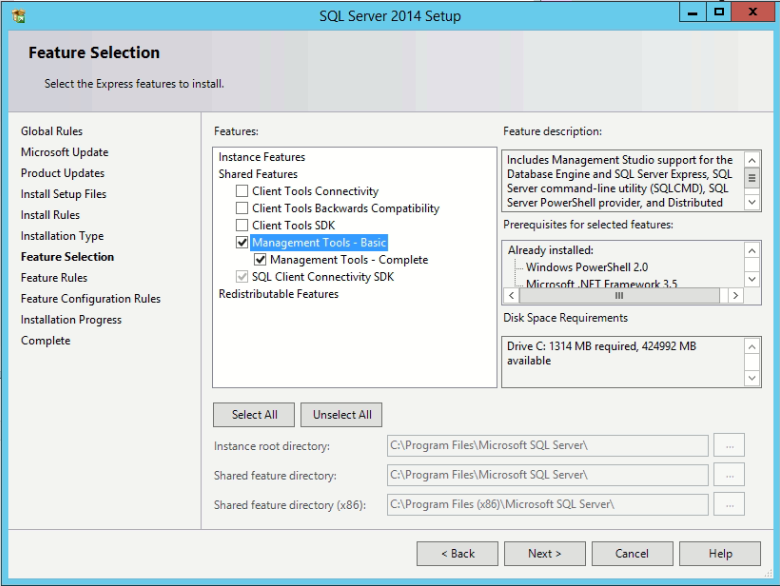 SQL Server 2014 Setup
Feature Selection
Select the Express features to install.
Global Rules
Microsoft Update
Product Updates
Install Setup Files
Install Rules
Installation Type
Feature Selection
Feature Rules
Feature Configuration Rules
Installation Progress
Complete
Features:
Instance Features
Shared Features
Client Tools Connectivity
Client Tools Backwards Compatibility
Client Tools SDK
Management Tools - Basic
Management Tools - Complete
SQL Client Connectivity SDK
Redistributable Features
Feature description:
Includes Management Studio support for the
Database Engine and SQL Server Express, SQL
Server command-line utility (SQLCMD), SQL
Server PowerShell provider, and Distributed
Prerequisites for selected features:
Already installed:
Windows PowerShell 2.0
Microsoft .NET Framework 3.5
Disk Space Requirements
Drive C: 1314 MB required, 424992 MB
available
Select All
Unselect All
Instance root directory:
C:\Program Files\Microsoft SQL Server\
...
Shared feature directory:
C:\Program Files\Microsoft SQL Server\
...
Shared feature directory (x86):
C:\Program Files (x86)\Microsoft SQL Server\
...
< Back
Next >
Cancel
Help